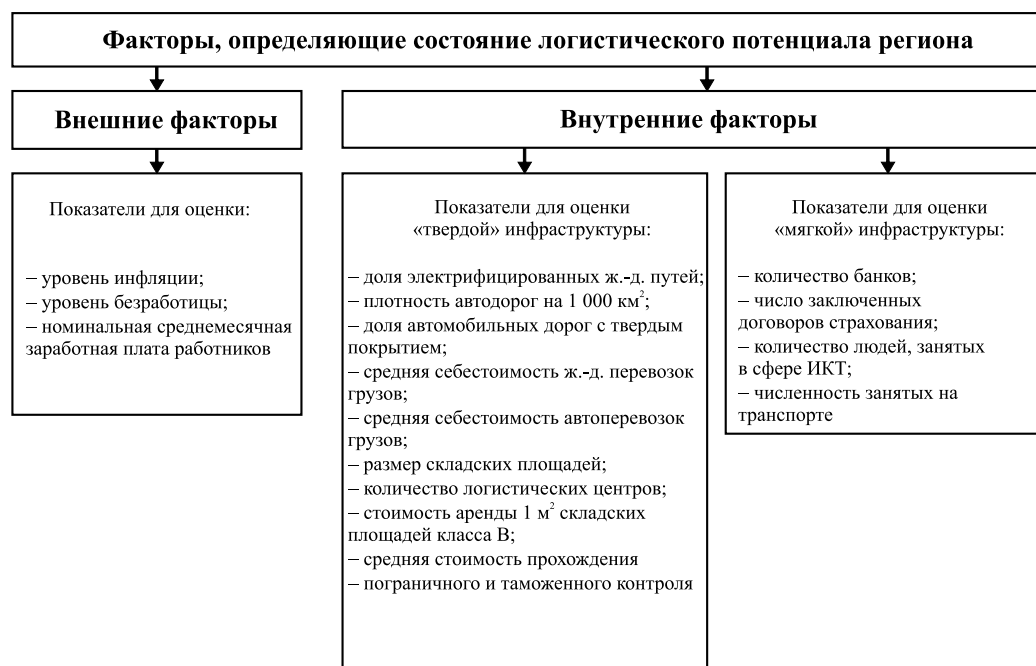 Факторы, определяющие состояние логистического потенциала региона
Внешние факторы
Внутренние факторы
Показатели для оценки:
– уровень инфляции;
– уровень безработицы;
– номинальная среднемесячная
заработная плата работников
Показатели для оценки
«твердой» инфраструктуры:
– доля электрифицированных ж.-д. путей;
– плотность автодорог на 1 000 км²;
– доля автомобильных дорог с твердым
покрытием;
– средняя себестоимость ж.-д. перевозок
грузов;
– средняя себестоимость автоперевозок
грузов;
– размер складских площадей;
– количество логистических центров;
– стоимость аренды 1 м² складских
площадей класса В;
– средняя стоимость прохождения
– пограничного и таможенного контроля
Показатели для оценки
«мягкой» инфраструктуры:
– количество банков;
– число заключенных
договоров страхования;
– количество людей, занятых
в сфере ИКТ;
– численность занятых на
транспорте